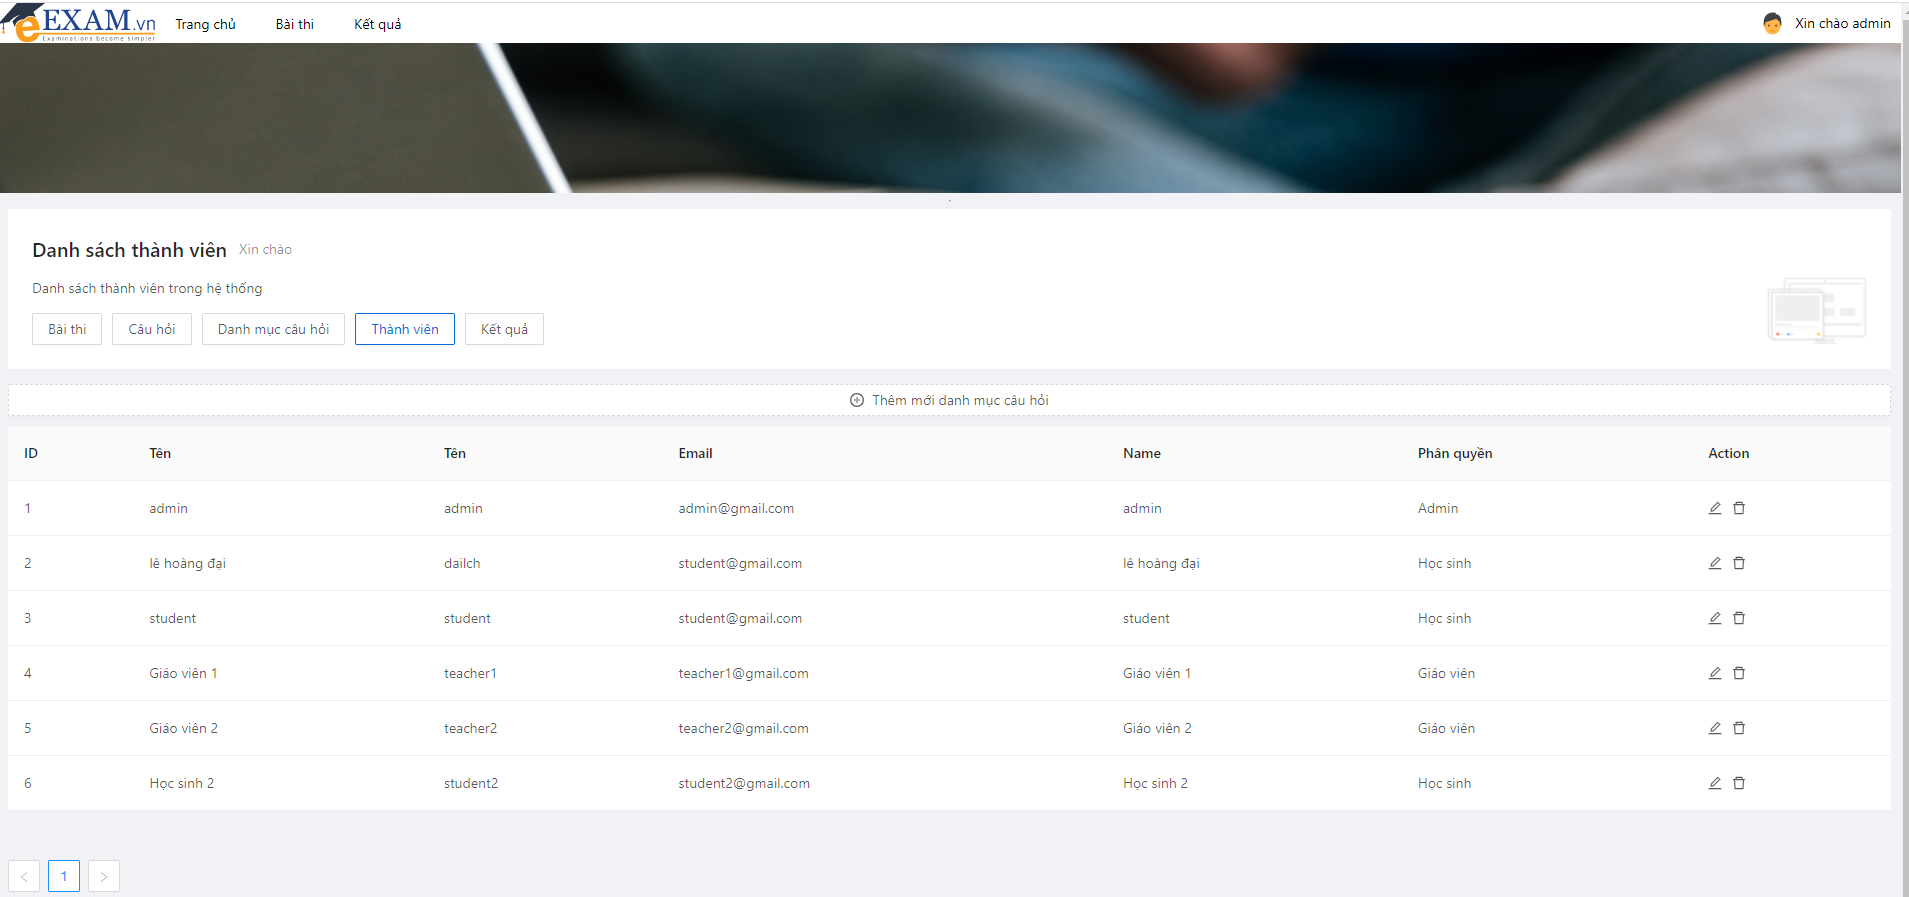 eEXAM.vn
Examinations become simpler
Trang chủ Bài thi Kết quả Xin chào admin
Danh sách thành viên Xin chào
Danh sách thành viên trong hệ thống
Bài thi Câu hỏi Danh mục câu hỏi Thành viên Kết quả
Thêm mới danh mục câu hỏi
ID Tên Tên Email Name Phân quyền Action
1 admin admin admin@gmail.com admin Admin
2 lê hoàng đại dailch student@gmail.com lê hoàng đại Học sinh
3 student student student@gmail.com student Học sinh
4 Giáo viên 1 teacher1 teacher1@gmail.com Giáo viên 1 Giáo viên
5 Giáo viên 2 teacher2 teacher2@gmail.com Giáo viên 2 Giáo viên
6 Học sinh 2 student2 student2@gmail.com Học sinh 2 Học sinh
< 1 >